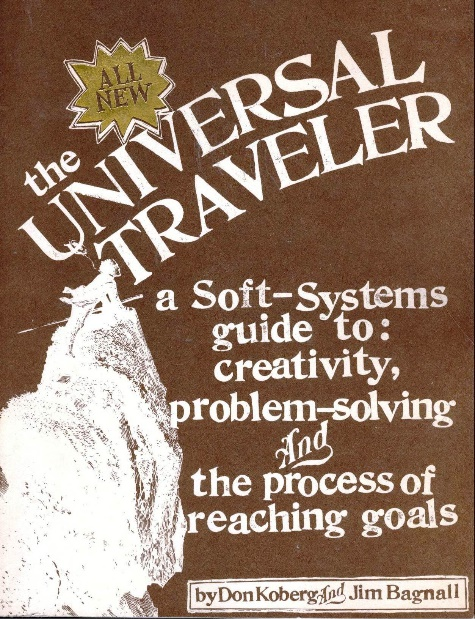 ALL
NEW
the
UNIVERSAL
TRAVELER
a Soft-Systems
guide to:
creativity,
problem-solving
And
the process of
reaching goals
by Don Koberg And Jim Bagnall